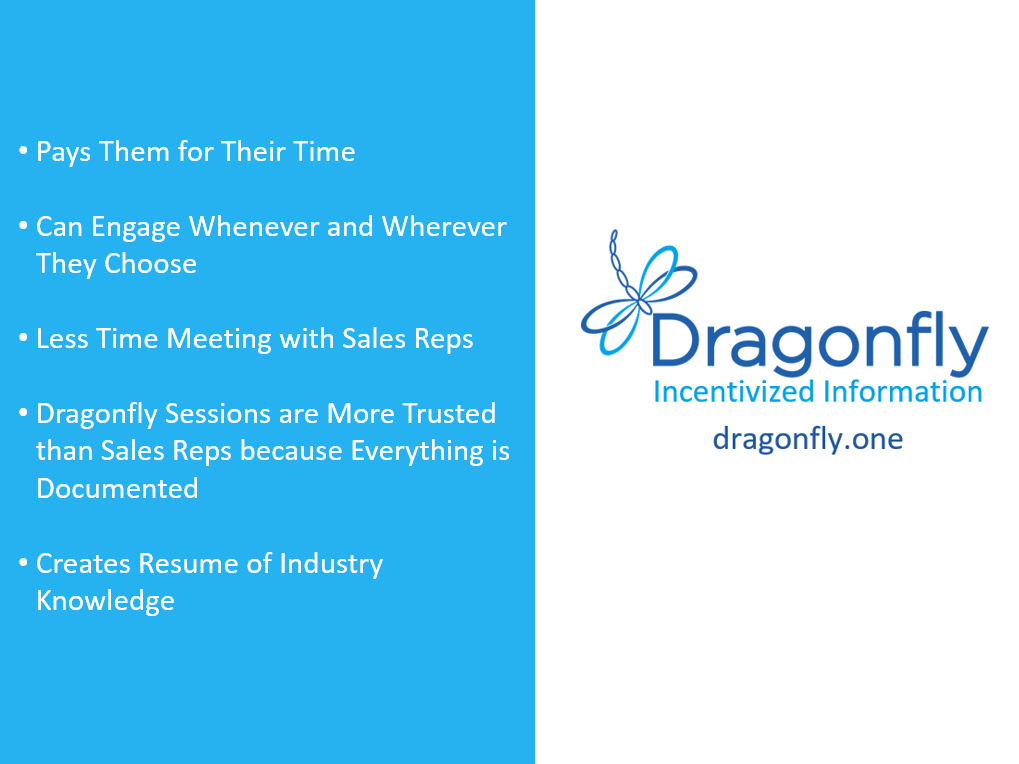 • Pays Them for Their Time
• Can Engage Whenever and Wherever
They Choose
• Less Time Meeting with Sales Reps
• Dragonfly Sessions are More Trusted
than Sales Reps because Everything is
Documented
• Creates Resume of Industry
Knowledge
Dragonfly
Incentivized Information
dragonfly.one